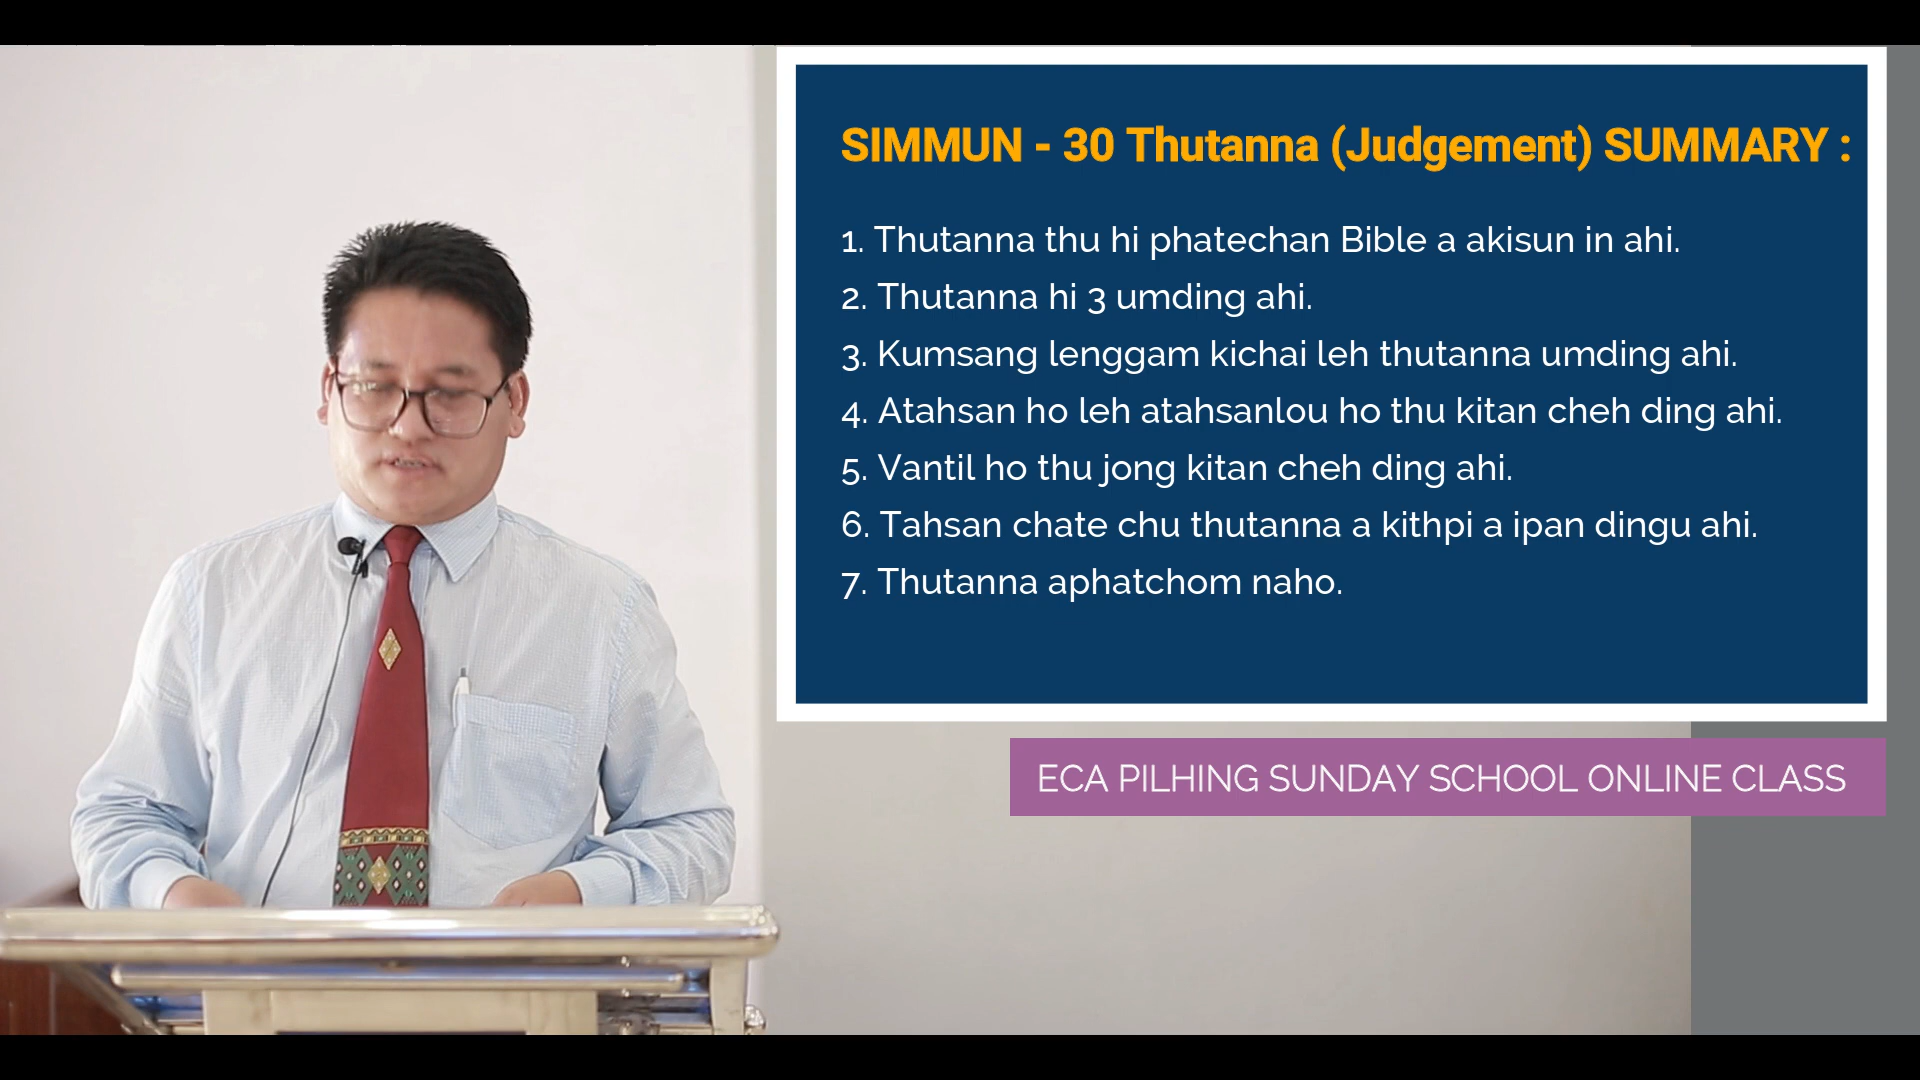 SIMMUN - 30 Thutanna (Judgement) SUMMARY :
1. Thutanna thu hi phatechan Bible a akisun in ahi.
2. Thutanna hi 3 umding ahi.
3. Kumsang lenggam kichai leh thutanna umding ahi.
4. Atahsan ho leh atahsanlou ho thu kitan cheh ding ahi.
5. Vantil ho thu jong kitan cheh ding ahi.
6. Tahsan chate chu thutanna a kithpi a ipan dingu ahi.
7. Thutanna aphatchom naho.
ECA PILHING SUNDAY SCHOOL ONLINE CLASS